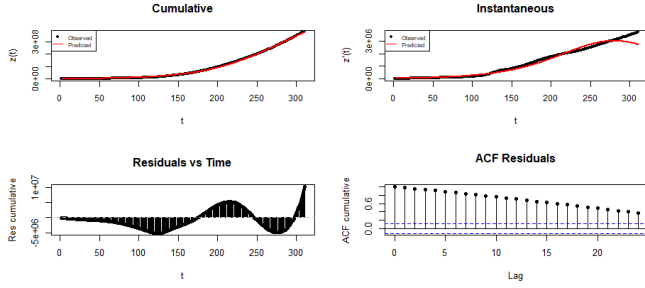 Cumulative
z(t)
0e+00 3e+08
Observed
Predicted
0 50 100 150 200 250 300
t
Instantaneous
z'(t)
0e+00 3e+06
Observed
Predicted
0 50 100 150 200 250 300
t
Residuals vs Time
Res cumulative
-5e+06 1e+07
0 50 100 150 200 250 300
t
ACF Residuals
ACF cumulative
0.0 0.6
0 5 10 15 20
Lag